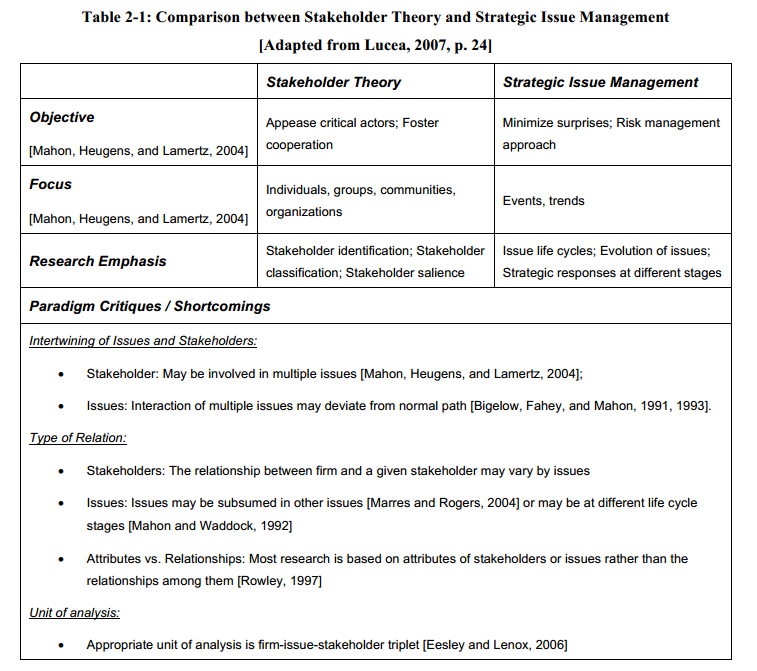 Table 2-1: Comparison between Stakeholder Theory and Strategic Issue Management
[Adapted from Lucea, 2007, p. 24]
Stakeholder Theory
Strategic Issue Management
Objective
[Mahon, Heugens, and Lamertz, 2004]
Appease critical actors; Foster
cooperation
Minimize surprises; Risk management
approach
Focus
[Mahon, Heugens, and Lamertz, 2004]
Individuals, groups, communities,
organizations
Events, trends
Research Emphasis
Stakeholder identification; Stakeholder
classification; Stakeholder salience
Issue life cycles; Evolution of issues;
Strategic responses at different stages
Paradigm Critiques / Shortcomings
Intertwining of Issues and Stakeholders:
• Stakeholder: May be involved in multiple issues [Mahon, Heugens, and Lamertz, 2004];
• Issues: Interaction of multiple issues may deviate from normal path [Bigelow, Fahey, and Mahon, 1991, 1993].
Type of Relation:
• Stakeholders: The relationship between firm and a given stakeholder may vary by issues
• Issues: Issues may be subsumed in other issues [Marres and Rogers, 2004] or may be at different life cycle
stages [Mahon and Waddock, 1992]
• Attributes vs. Relationships: Most research is based on attributes of stakeholders or issues rather than the
relationships among them [Rowley, 1997]
Unit of analysis:
• Appropriate unit of analysis is firm-issue-stakeholder triplet [Eesley and Lenox, 2006]